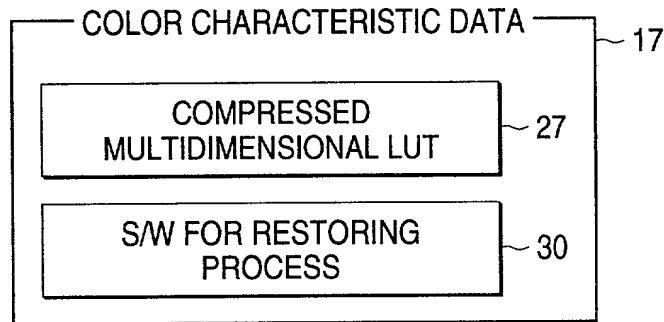 COLOR CHARACTERISTIC DATA
17
COMPRESSED
MULTIDIMENSIONAL LUT
27
S/W FOR RESTORING
PROCESS
30